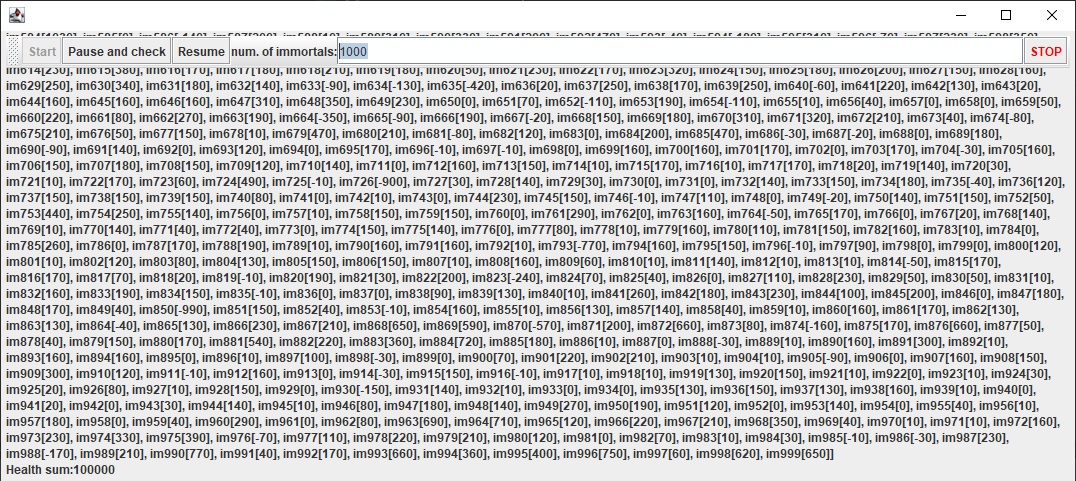 Start Pause and check Resume num. of immortals: 1000 STOP
im614[230], im615[380], im616[170], im617[180], im618[210], im619[180], im620[50], im621[230], im622[170], im623[320], im624[150], im625[180], im626[200], im627[150], im628[160],
im629[250], im630[340], im631[180], im632[140], im633[-90], im634[-130], im635[-420], im636[20], im637[250], im638[170], im639[250], im640[-60], im641[220], im642[130], im643[20],
im644[160], im645[160], im646[160], im647[310], im648[350], im649[230], im650[0], im651[70], im652[-110], im653[190], im654[-110], im655[10], im656[40], im657[0], im658[0], im659[50],
im660[220], im661[80], im662[270], im663[190], im664[-350], im665[-90], im666[190], im667[-20], im668[150], im669[180], im670[310], im671[320], im672[210], im673[40], im674[-80],
im675[210], im676[50], im677[150], im678[10], im679[470], im680[210], im681[-80], im682[120], im683[0], im684[200], im685[470], im686[-30], im687[-20], im688[0], im689[180],
im690[-90], im691[140], im692[0], im693[120], im694[0], im695[170], im696[-10], im697[-10], im698[0], im699[160], im700[160], im701[170], im702[0], im703[170], im704[-30], im705[160],
im706[150], im707[180], im708[150], im709[120], im710[140], im711[0], im712[160], im713[150], im714[10], im715[170], im716[10], im717[170], im718[20], im719[140], im720[30],
im721[10], im722[170], im723[60], im724[490], im725[-10], im726[-900], im727[30], im728[140], im729[30], im730[0], im731[0], im732[140], im733[150], im734[180], im735[-40], im736[120],
im737[150], im738[150], im739[150], im740[80], im741[0], im742[10], im743[0], im744[230], im745[150], im746[-10], im747[110], im748[0], im749[-20], im750[140], im751[150], im752[50],
im753[440], im754[250], im755[140], im756[0], im757[10], im758[150], im759[150], im760[0], im761[290], im762[0], im763[160], im764[-50], im765[170], im766[0], im767[20], im768[140],
im769[10], im770[140], im771[40], im772[40], im773[0], im774[150], im775[140], im776[0], im777[80], im778[10], im779[160], im780[110], im781[150], im782[160], im783[10], im784[0],
im785[260], im786[0], im787[170], im788[190], im789[10], im790[160], im791[160], im792[10], im793[-770], im794[160], im795[150], im796[-10], im797[90], im798[0], im799[0], im800[120],
im801[10], im802[120], im803[80], im804[130], im805[150], im806[150], im807[10], im808[160], im809[60], im810[10], im811[140], im812[10], im813[10], im814[-50], im815[170],
im816[170], im817[70], im818[20], im819[-10], im820[190], im821[30], im822[200], im823[-240], im824[70], im825[40], im826[0], im827[110], im828[230], im829[50], im830[50], im831[10],
im832[160], im833[190], im834[150], im835[-10], im836[0], im837[0], im838[90], im839[130], im840[10], im841[260], im842[180], im843[230], im844[100], im845[200], im846[0], im847[180],
im848[170], im849[40], im850[-990], im851[150], im852[40], im853[-10], im854[160], im855[10], im856[130], im857[140], im858[40], im859[10], im860[160], im861[170], im862[130],
im863[130], im864[-40], im865[130], im866[230], im867[210], im868[650], im869[590], im870[-570], im871[200], im872[660], im873[80], im874[-160], im875[170], im876[660], im877[50],
im878[40], im879[150], im880[170], im881[540], im882[220], im883[360], im884[720], im885[180], im886[10], im887[0], im888[-30], im889[10], im890[160], im891[300], im892[10],
im893[160], im894[160], im895[0], im896[10], im897[100], im898[-30], im899[0], im900[70], im901[220], im902[210], im903[10], im904[10], im905[-90], im906[0], im907[160], im908[150],
im909[300], im910[120], im911[-10], im912[160], im913[0], im914[-30], im915[150], im916[-10], im917[10], im918[10], im919[130], im920[150], im921[10], im922[0], im923[10], im924[30],
im925[20], im926[80], im927[10], im928[150], im929[0], im930[-150], im931[140], im932[10], im933[0], im934[0], im935[130], im936[150], im937[130], im938[160], im939[10], im940[0],
im941[20], im942[0], im943[30], im944[140], im945[10], im946[80], im947[180], im948[140], im949[270], im950[190], im951[120], im952[0], im953[140], im954[0], im955[40], im956[10],
im957[180], im958[0], im959[40], im960[290], im961[0], im962[80], im963[690], im964[710], im965[120], im966[220], im967[210], im968[350], im969[40], im970[10], im971[10], im972[160],
im973[230], im974[330], im975[390], im976[-70], im977[110], im978[220], im979[210], im980[120], im981[0], im982[70], im983[10], im984[30], im985[-10], im986[-30], im987[230],
im988[-170], im989[210], im990[770], im991[40], im992[170], im993[660], im994[360], im995[400], im996[750], im997[60], im998[620], im999[650]]
Health sum:100000